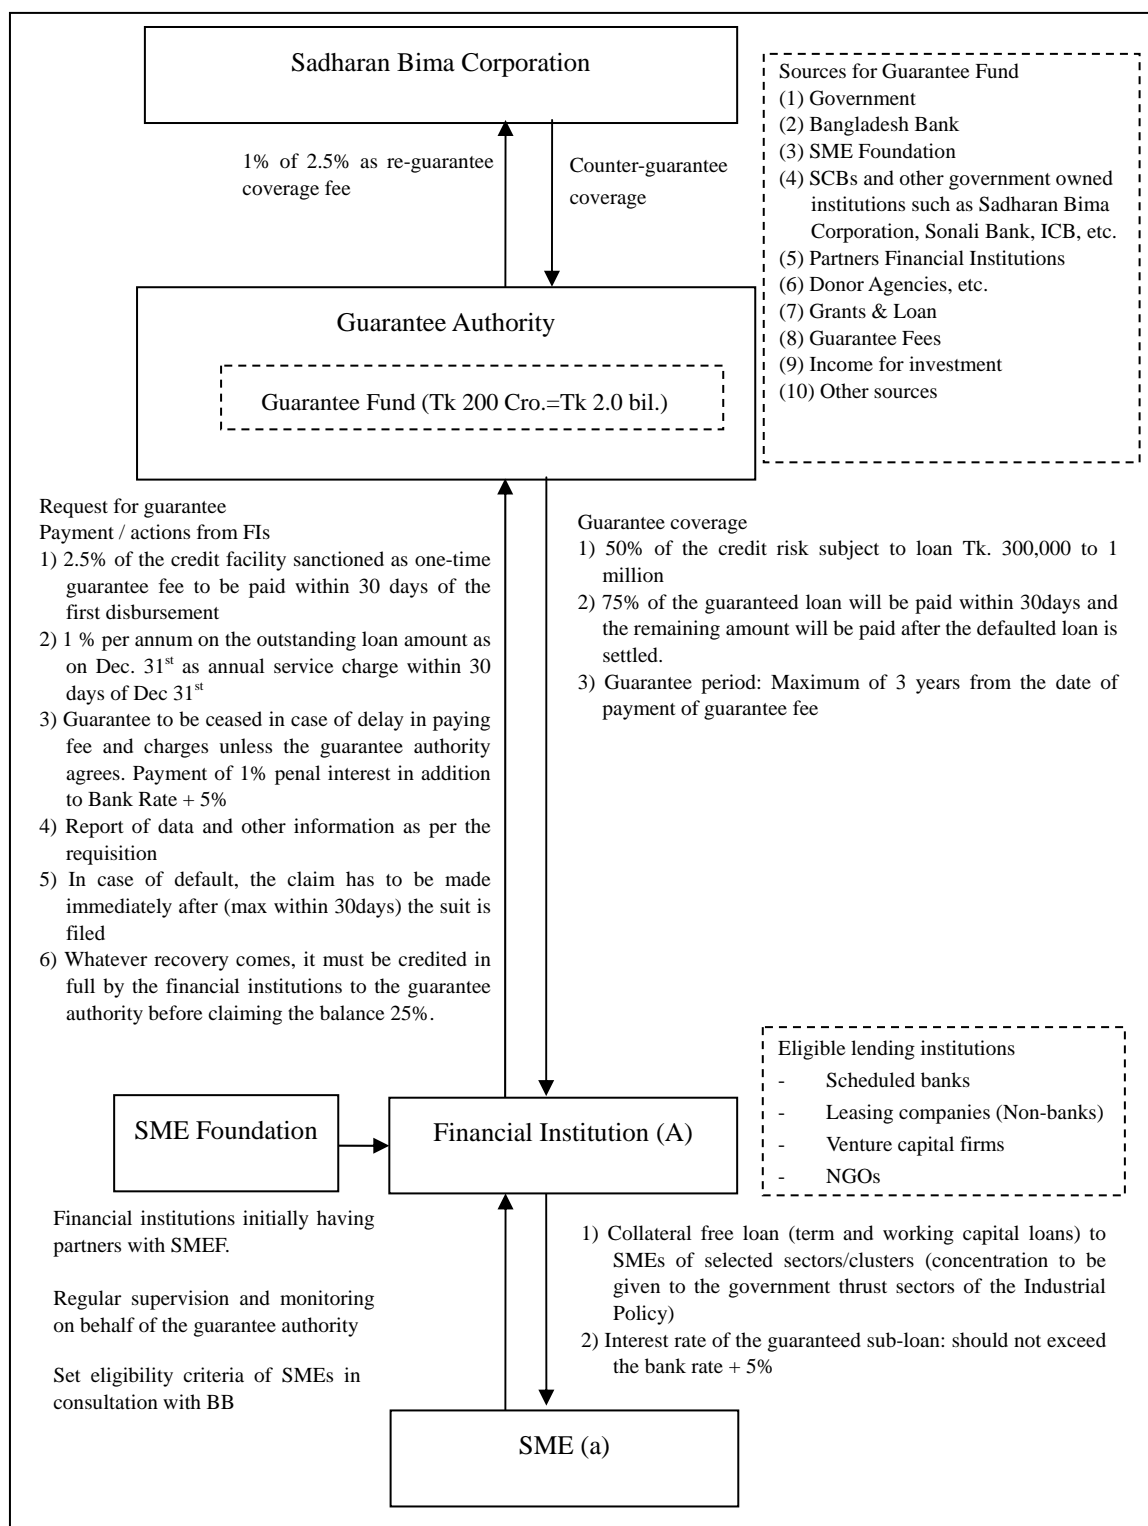 Sadharan Bima Corporation
Sources for Guarantee Fund
(1) Government
(2) Bangladesh Bank
(3) SME Foundation
(4) SCBs and other government owned
institutions such as Sadharan Bima
Corporation, Sonali Bank, ICB, etc.
(5) Partners Financial Institutions
(6) Donor Agencies, etc.
(7) Grants & Loan
(8) Guarantee Fees
(9) Income for investment
(10) Other sources
1% of 2.5% as re-guarantee
coverage fee
Counter-guarantee
coverage
Guarantee Authority
Guarantee Fund (Tk 200 Cro.=Tk 2.0 bil.)
Request for guarantee
Payment / actions from FIs
1) 2.5% of the credit facility sanctioned as one-time
guarantee fee to be paid within 30 days of the
first disbursement
2) 1 % per annum on the outstanding loan amount as
on Dec. 31st as annual service charge within 30
days of Dec 31st
3) Guarantee to be ceased in case of delay in paying
fee and charges unless the guarantee authority
agrees. Payment of 1% penal interest in addition
to Bank Rate + 5%
4) Report of data and other information as per the
requisition
5) In case of default, the claim has to be made
immediately after (max within 30days) the suit is
filed
6) Whatever recovery comes, it must be credited in
full by the financial institutions to the guarantee
authority before claiming the balance 25%.
Guarantee coverage
1) 50% of the credit risk subject to loan Tk. 300,000 to 1
million
2) 75% of the guaranteed loan will be paid within 30days and
the remaining amount will be paid after the defaulted loan is
settled.
3) Guarantee period: Maximum of 3 years from the date of
payment of guarantee fee
Eligible lending institutions
- Scheduled banks
- Leasing companies (Non-banks)
- Venture capital firms
- NGOs
SME Foundation
Financial Institution (A)
Financial institutions initially having
partners with SMEF.
Regular supervision and monitoring
on behalf of the guarantee authority
Set eligibility criteria of SMEs in
consultation with BB
1) Collateral free loan (term and working capital loans) to
SMEs of selected sectors/clusters (concentration to be
given to the government thrust sectors of the Industrial
Policy)
2) Interest rate of the guaranteed sub-loan: should not exceed
the bank rate + 5%
SME (a)